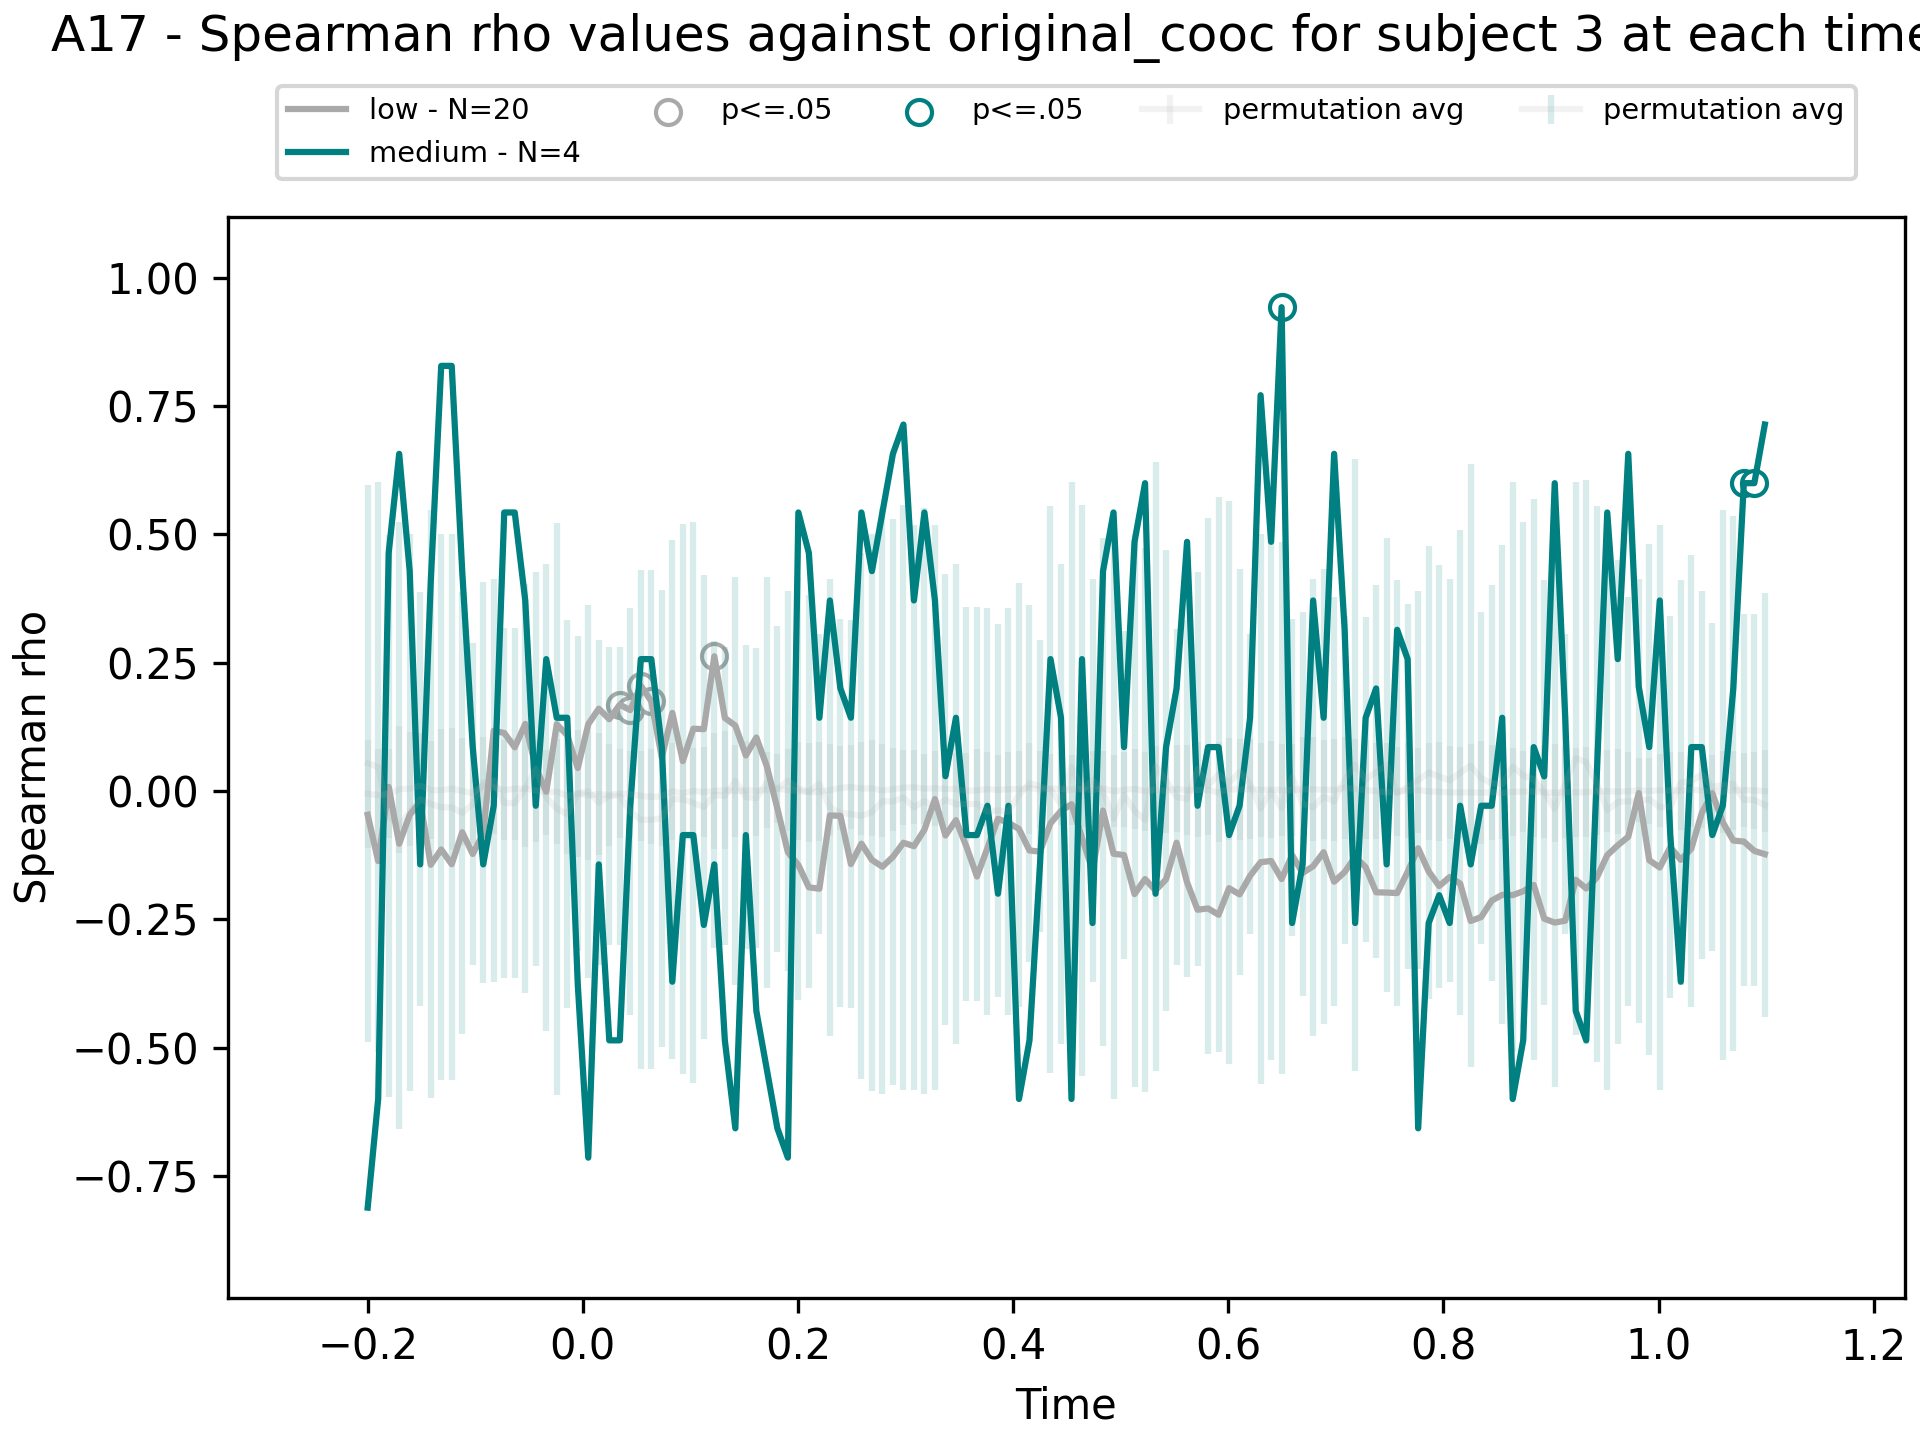 A17 - Spearman rho values against original_cooc for subject 3 at each time
low - N=20
medium - N=4
p<=.05
p<=.05
permutation avg
permutation avg
Spearman rho
1.00
0.75
0.50
0.25
0.00
−0.25
−0.50
−0.75
−0.2
0.0
0.2
0.4
0.6
0.8
1.0
1.2
Time